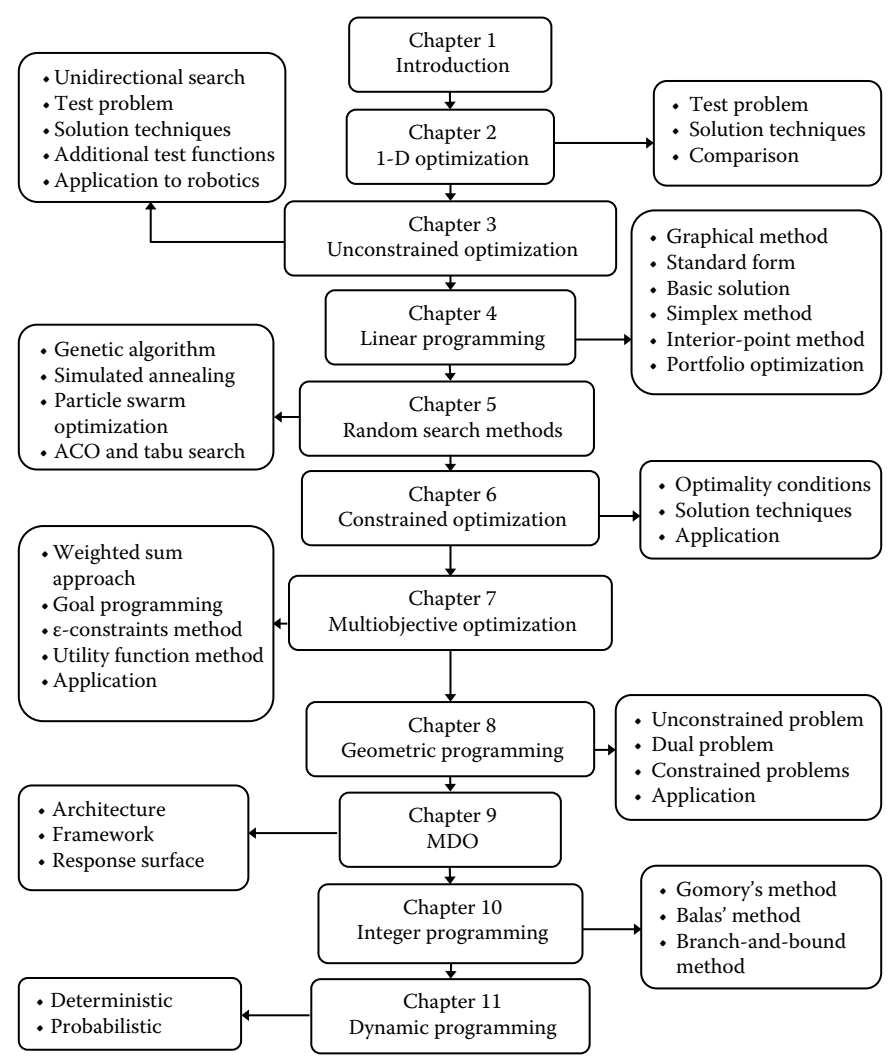 Chapter 1
Introduction
• Unidirectional search
• Test problem
• Solution techniques
• Additional test functions
• Application to robotics
Chapter 2
1-D optimization
• Test problem
• Solution techniques
• Comparison
Chapter 3
Unconstrained optimization
• Graphical method
• Standard form
• Basic solution
• Simplex method
• Interior-point method
• Portfolio optimization
Chapter 4
Linear programming
• Genetic algorithm
• Simulated annealing
• Particle swarm
optimization
• ACO and tabu search
Chapter 5
Random search methods
Chapter 6
Constrained optimization
• Optimality conditions
• Solution techniques
• Application
• Weighted sum
approach
• Goal programming
• ε-constraints method
• Utility function method
• Application
Chapter 7
Multiobjective optimization
Chapter 8
Geometric programming
• Unconstrained problem
• Dual problem
• Constrained problems
• Application
• Architecture
• Framework
• Response surface
Chapter 9
MDO
Chapter 10
Integer programming
• Gomory’s method
• Balas’ method
• Branch-and-bound
method
• Deterministic
• Probabilistic
Chapter 11
Dynamic programming